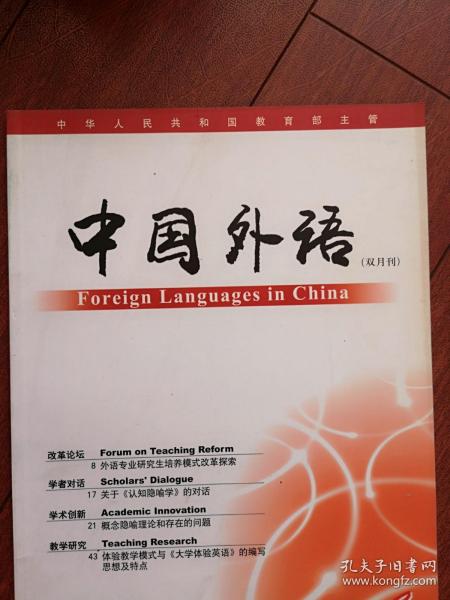 中华人民共和国教育部主管
中国外语
(双月刊)
Foreign Languages in China
改革论坛 Forum on Teaching Reform
8 外语专业研究生培养模式改革探索
学者对话 Scholars' Dialogue
17 关于《认知隐喻学》的对话
学术创新 Academic Innovation
21 概念隐喻理论和存在的问题
教学研究 Teaching Research
43 体验教学模式与《大学体验英语》的编写
思想及特点
孔夫子旧书网
www.kongfz.com